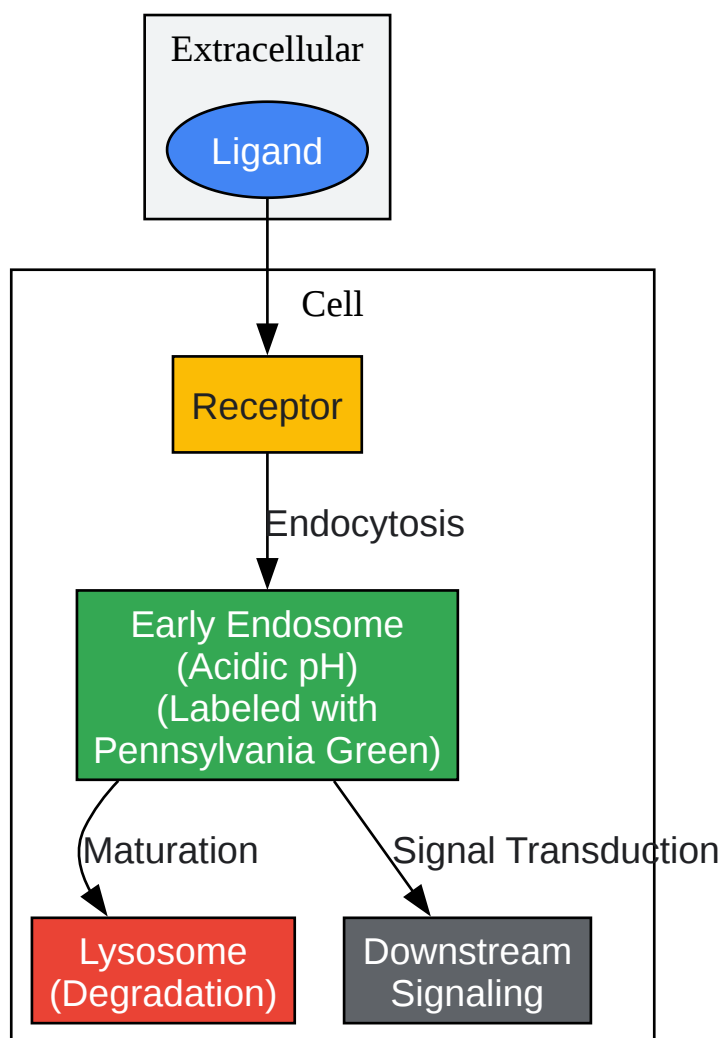 Extracellular
Ligand
Cell
Receptor
Endocytosis
Early Endosome
(Acidic pH)
(Labeled with
Pennsylvania Green)
Maturation
Signal Transduction
Lysosome
(Degradation)
Downstream
Signaling